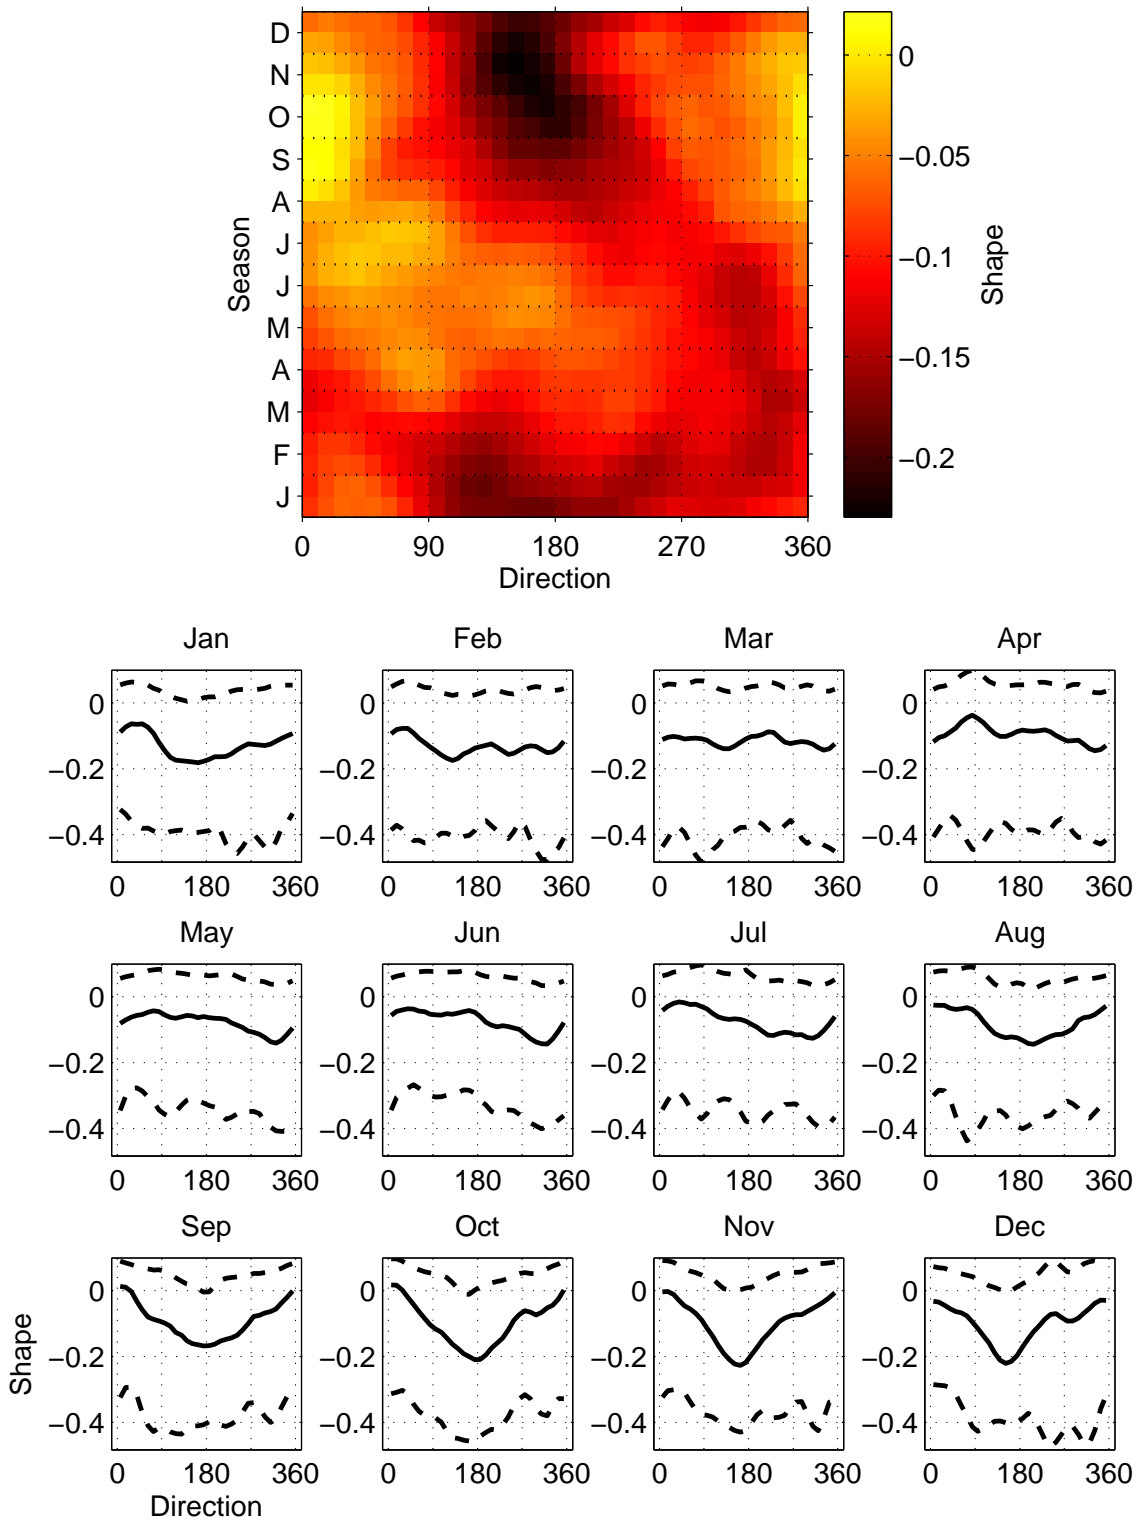 D
N
O
S
A
J
J
M
A
M
F
J
Season
0 90 180 270 360
Direction
0
−0.05
−0.1
−0.15
−0.2
Shape
Jan Feb Mar Apr
0 0 0 0
−0.2 −0.2 −0.2 −0.2
−0.4 −0.4 −0.4 −0.4
0 180 360 0 180 360 0 180 360 0 180 360
May Jun Jul Aug
0 0 0 0
−0.2 −0.2 −0.2 −0.2
−0.4 −0.4 −0.4 −0.4
0 180 360 0 180 360 0 180 360 0 180 360
Sep Oct Nov Dec
0 0 0 0
−0.2 −0.2 −0.2 −0.2
−0.4 −0.4 −0.4 −0.4
Shape
0 180 360 0 180 360 0 180 360 0 180 360
Direction